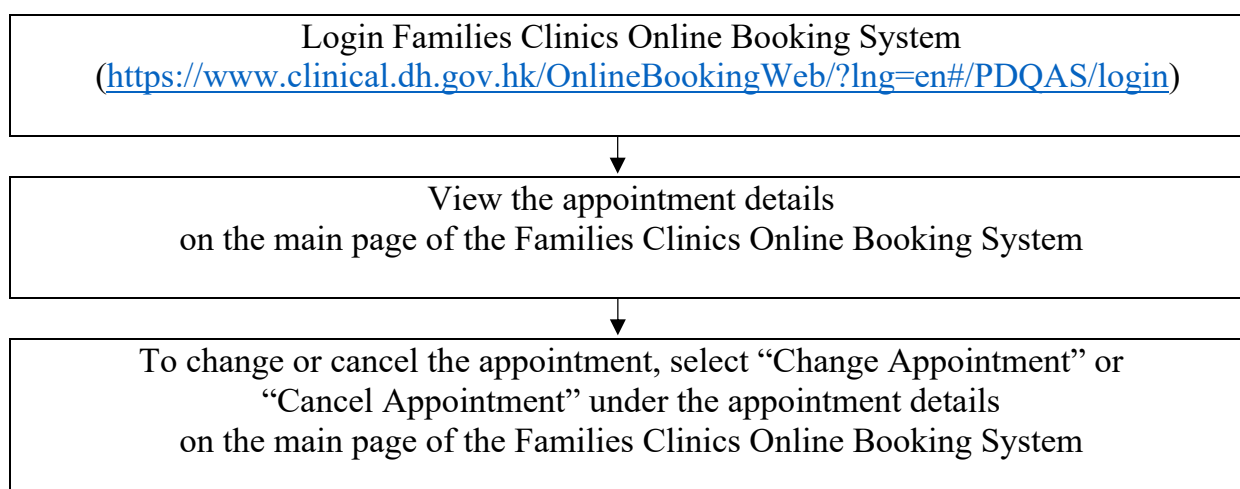 Login Families Clinics Online Booking System
(https://www.clinical.dh.gov.hk/OnlineBookingWeb/?lng=en#/PDQAS/login)
View the appointment details
on the main page of the Families Clinics Online Booking System
To change or cancel the appointment, select “Change Appointment” or
“Cancel Appointment” under the appointment details
on the main page of the Families Clinics Online Booking System